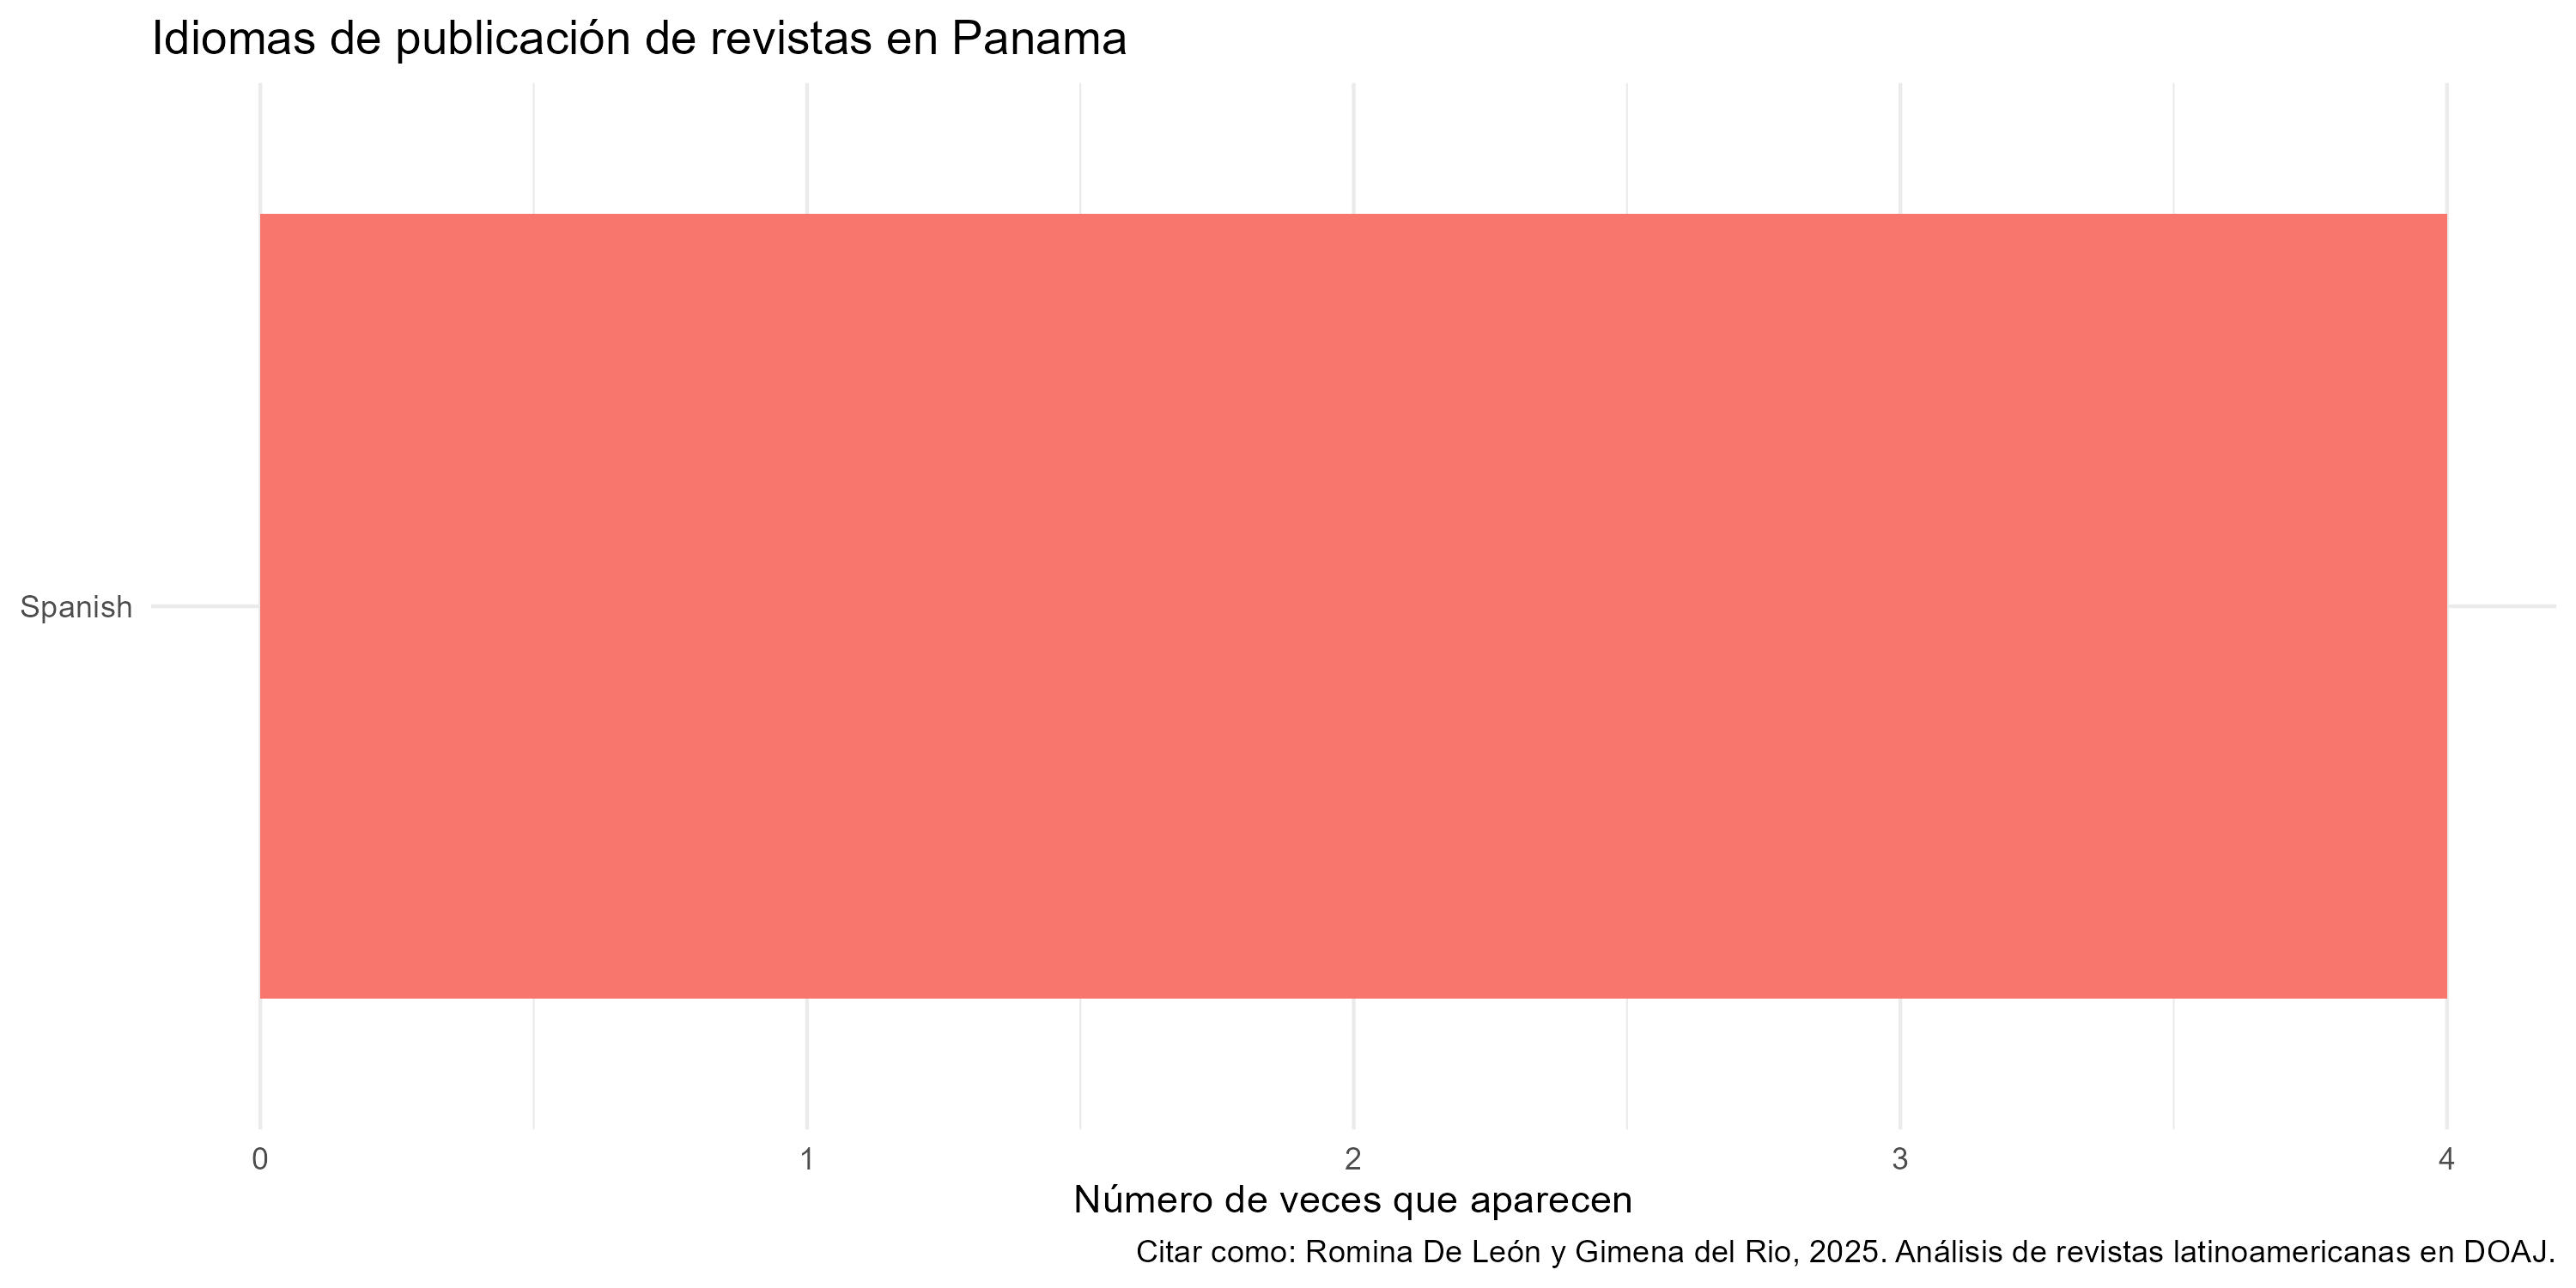 Idiomas de publicación de revistas en Panama
Spanish
0 1 2 3 4
Número de veces que aparecen
Citar como: Romina De León y Gimena del Rio, 2025. Análisis de revistas latinoamericanas en DOAJ.